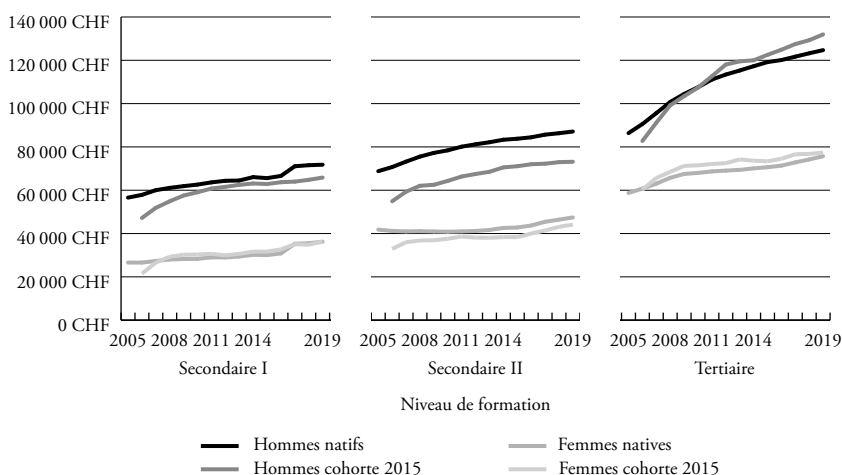 140 000 CHF
120 000 CHF
100 000 CHF
80 000 CHF
60 000 CHF
40 000 CHF
20 000 CHF
0 CHF
2005 2008 2011 2014 2019 2005 2008 2011 2014 2019 2005 2008 2011 2014 2019
Secondaire I Secondaire II Tertiaire
Niveau de formation
Hommes natifs Femmes natives
Hommes cohorte 2015 Femmes cohorte 2015